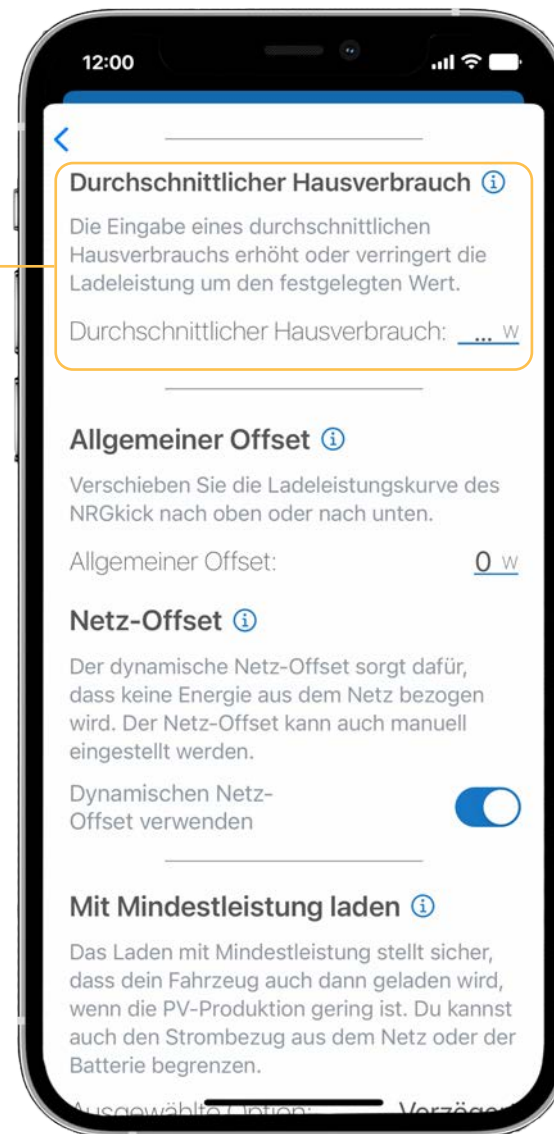 12:00
Durchschnittlicher Hausverbrauch
Die Eingabe eines durchschnittlichen
Hausverbrauchs erhöht oder verringert die
Ladeleistung um den festgelegten Wert.
Durchschnittlicher Hausverbrauch: ... W
Allgemeiner Offset
Verschieben Sie die Ladeleistungskurve des
NRGkick nach oben oder nach unten.
Allgemeiner Offset: 0 W
Netz-Offset
Der dynamische Netz-Offset sorgt dafür,
dass keine Energie aus dem Netz bezogen
wird. Der Netz-Offset kann auch manuell
eingestellt werden.
Dynamischen Netz-
Offset verwenden
Mit Mindestleistung laden
Das Laden mit Mindestleistung stellt sicher,
dass dein Fahrzeug auch dann geladen wird,
wenn die PV-Produktion gering ist. Du kannst
auch den Strombezug aus dem Netz oder der
Batterie begrenzen.
Ausgewählte Option: